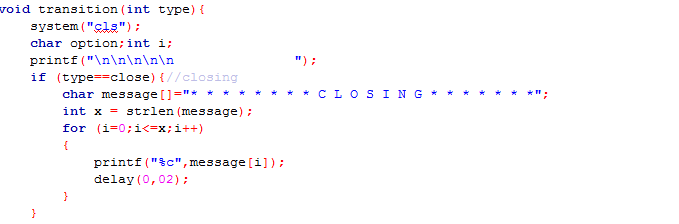 void transition(int type){
system("cls");
char option;int i;
printf("\n\n\n\n\n                ");
if (type==close){//closing
char message[]="* * * * * * * * C L O S I N G * * * * * * *";
int x = strlen(message);
for (i=0;i<=x;i++)
{
printf("%c",message[i]);
delay(0,02);
}
}